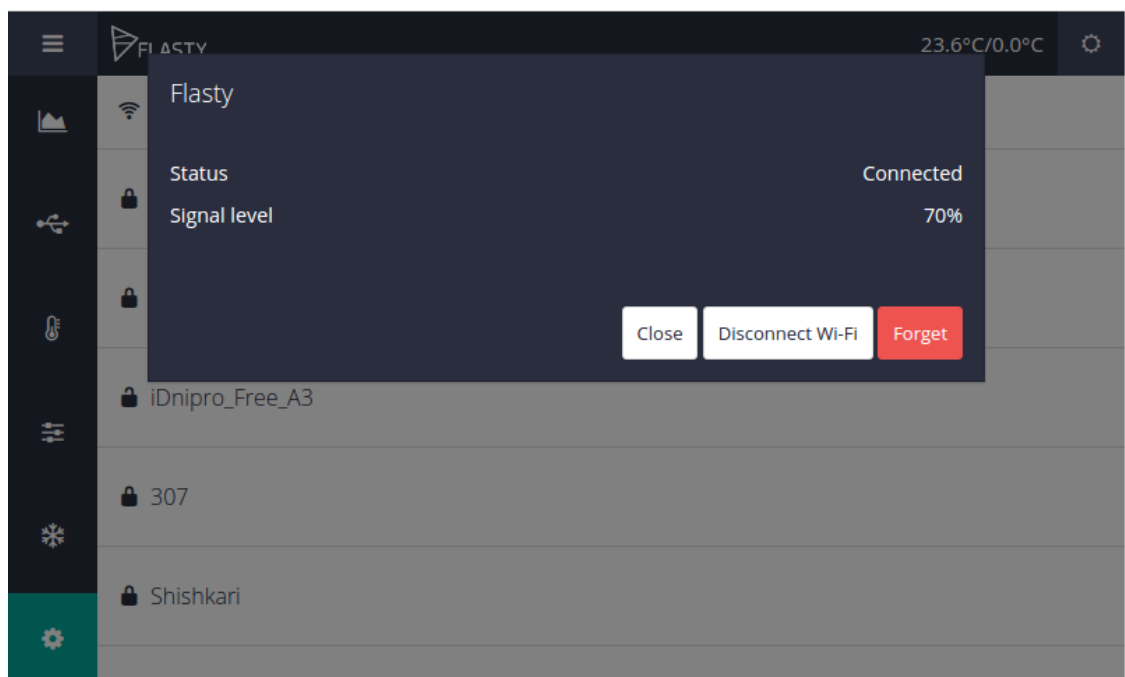 FLASTY
23.6°C/0.0°C
Flasty
Status Connected
Signal level 70%
Close Disconnect Wi-Fi Forget
iDnipro_Free_A3
307
Shishkari